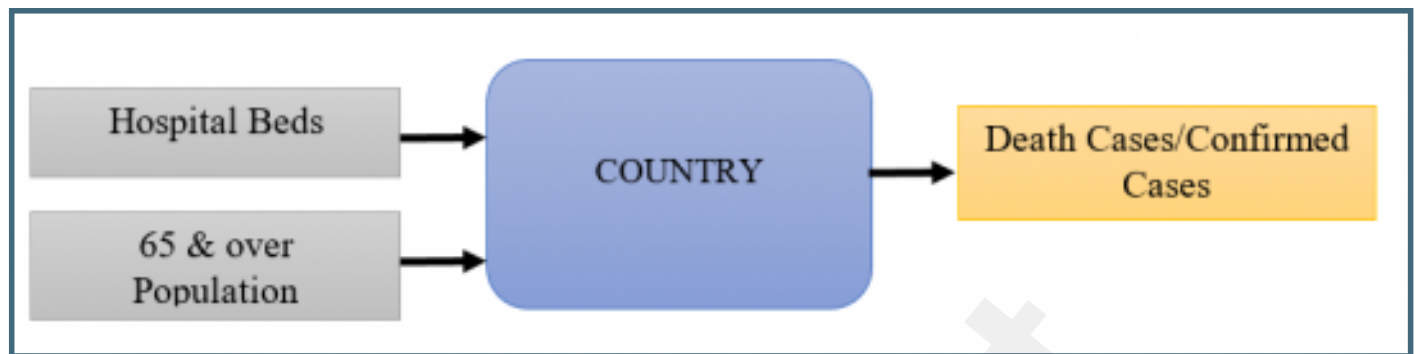 Hospital Beds
65 & over
Population
COUNTRY
Death Cases/Confirmed
Cases